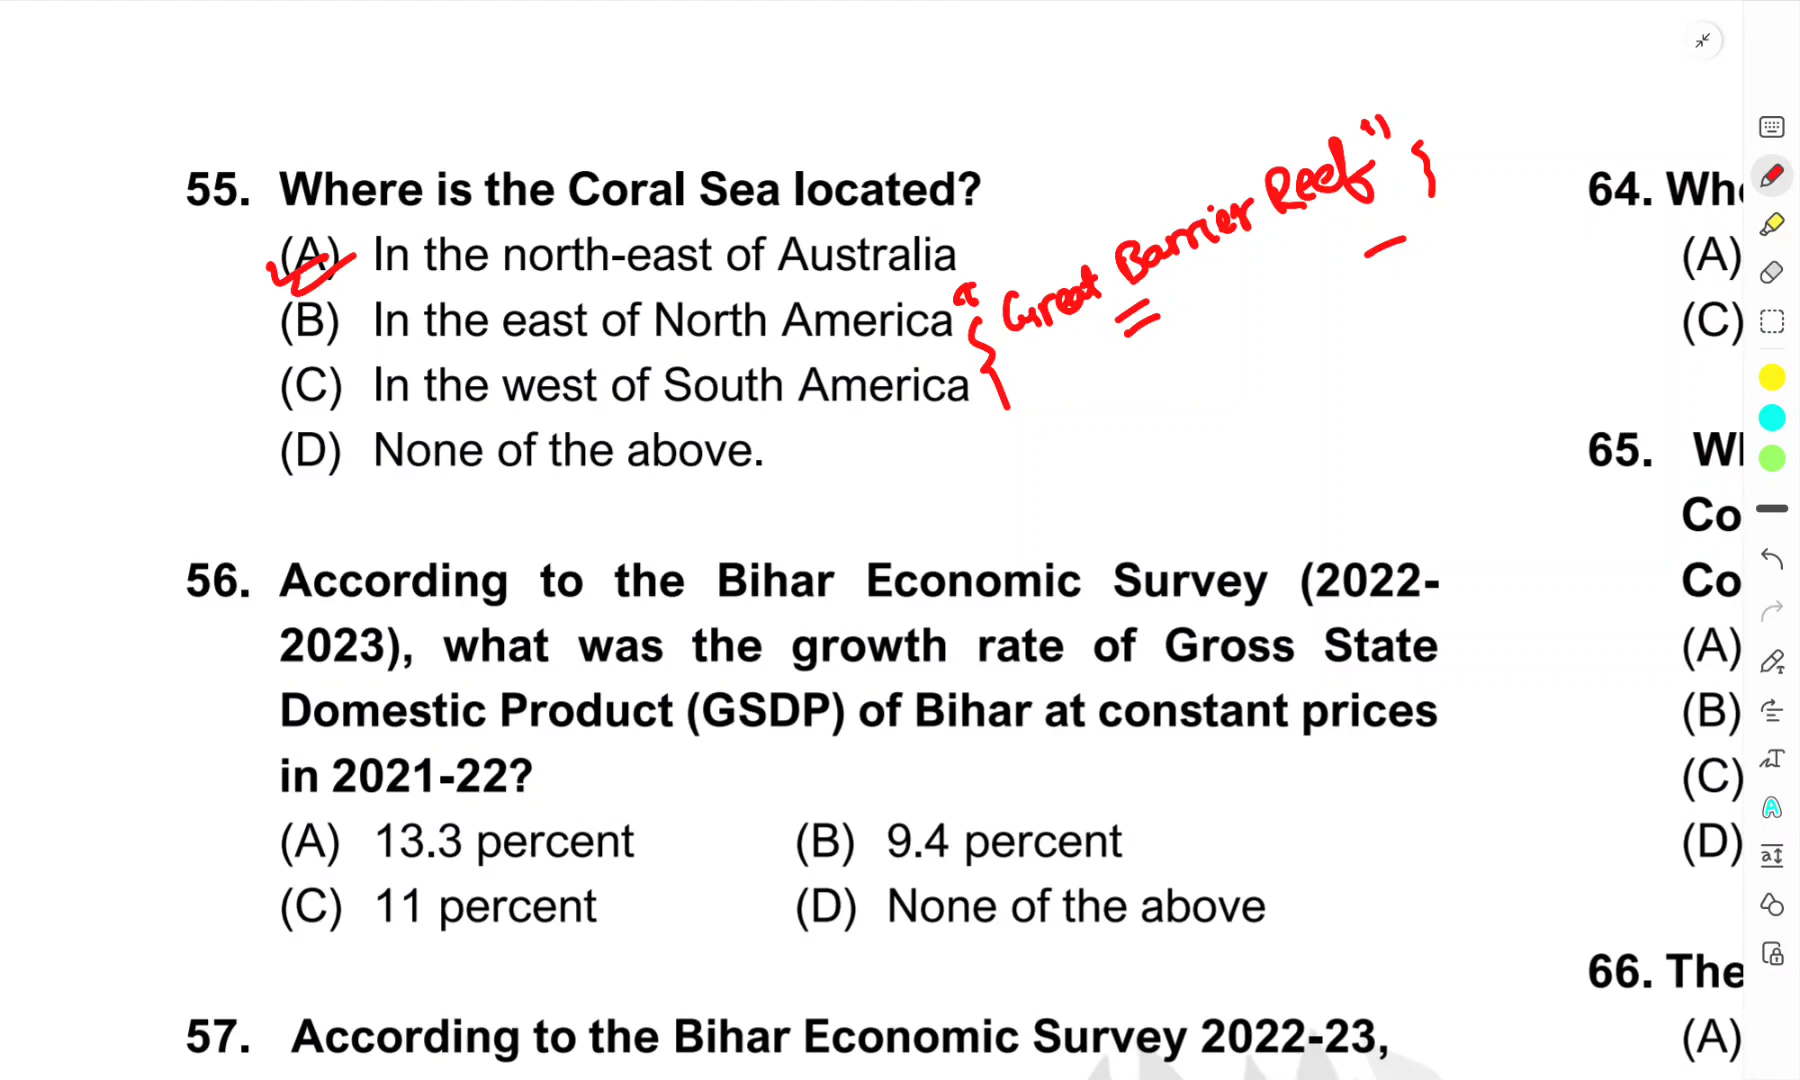 55. Where is the Coral Sea located?
(A) In the north-east of Australia
(B) In the east of North America
(C) In the west of South America
(D) None of the above.
" Great Barrier Reef "
56. According to the Bihar Economic Survey (2022-
2023), what was the growth rate of Gross State
Domestic Product (GSDP) of Bihar at constant prices
in 2021-22?
(A) 13.3 percent (B) 9.4 percent
(C) 11 percent (D) None of the above
57. According to the Bihar Economic Survey 2022-23,
64.
(A)
(C)
65.
Co
Co
(A)
(B)
(C)
(D)
66. The
(A)